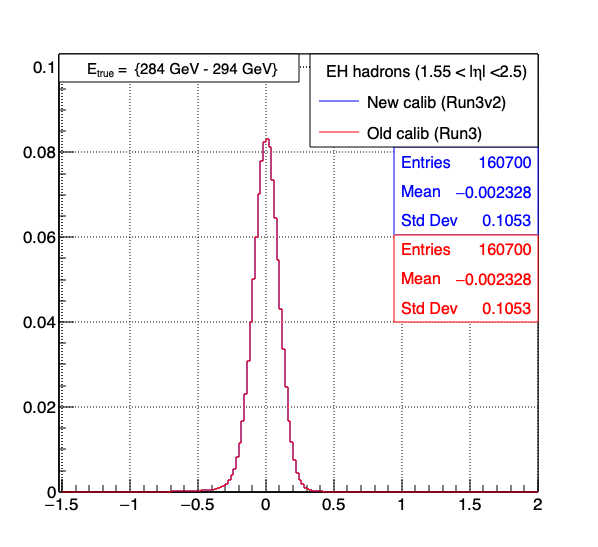 E_true = {284 GeV - 294 GeV}
EH hadrons (1.55 < |η| <2.5)
New calib (Run3v2)
Old calib (Run3)
Entries 160700
Mean −0.002328
Std Dev 0.1053
Entries 160700
Mean −0.002328
Std Dev 0.1053
0.1
0.08
0.06
0.04
0.02
0
−1.5 −1 −0.5 0 0.5 1 1.5 2